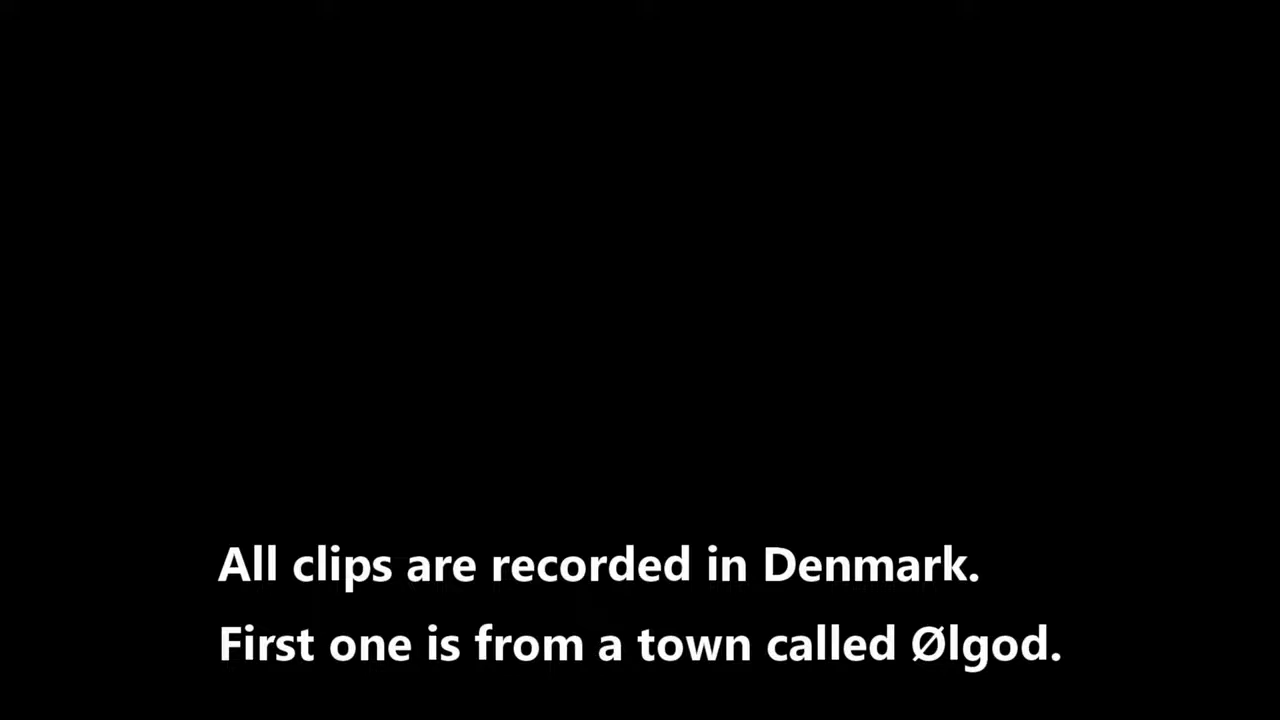 All clips are recorded in Denmark.
First one is from a town called Ølgod.